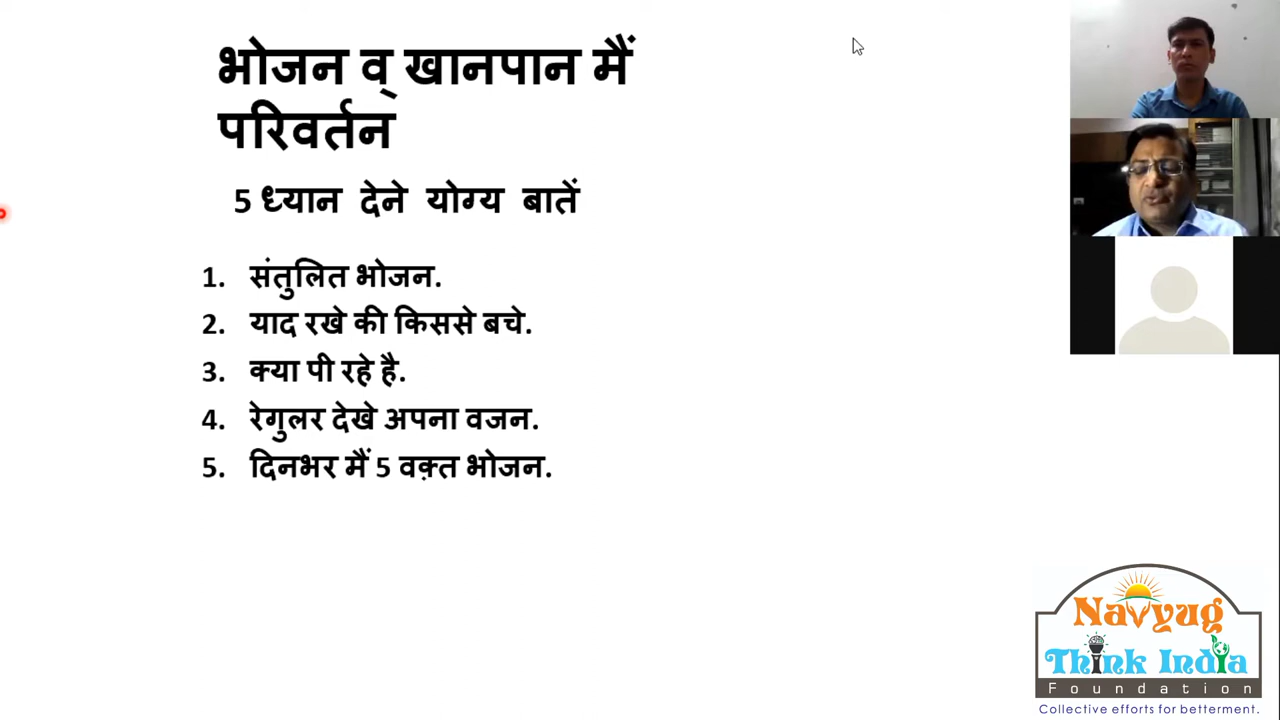 भोजन व् खानपान मैं
परिवर्तन
5 ध्यान देने योग्य बातें
1. संतुलित भोजन.
2. याद रखे की किससे बचे.
3. क्या पी रहे है.
4. रेगुलर देखे अपना वजन.
5. दिनभर मैं 5 वक़्त भोजन.
Navyug
Think India
Foundation
Collective efforts for betterment.